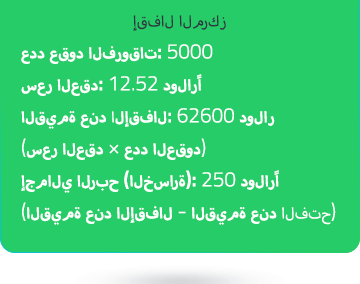 إقفال المركز
عدد عقود الفروقات: 5000
سعر العقد: 12.52 دولاراً
القيمة عند الإقفال: 62600 دولار
(سعر العقد × عدد العقود)
إجمالي الربح (الخسارة): 250 دولاراً
(القيمة عند الإقفال - القيمة عند الفتح)